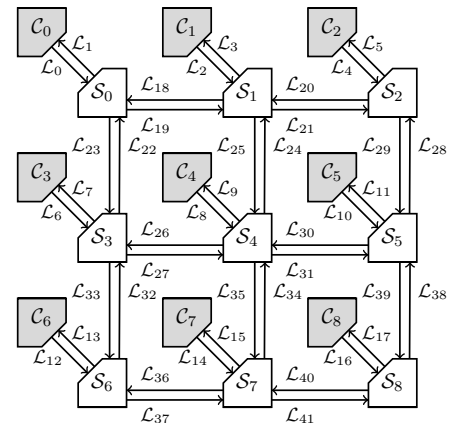 C₀ L₁ C₁ L₃ C₂ L₅
L₀ L₂ L₄
S₀ L₁₈ S₁ L₂₀ S₂
L₁₉ L₂₁
L₂₃ L₂₂ L₂₅ L₂₄ L₂₉ L₂₈
C₃ L₇ C₄ L₉ C₅ L₁₁
L₆ L₈ L₁₀
S₃ L₂₆ S₄ L₃₀ S₅
L₂₇ L₃₁
L₃₃ L₃₂ L₃₅ L₃₄ L₃₉ L₃₈
C₆ L₁₃ C₇ L₁₅ C₈ L₁₇
L₁₂ L₁₄ L₁₆
S₆ L₃₆ S₇ L₄₀ S₈
L₃₇ L₄₁